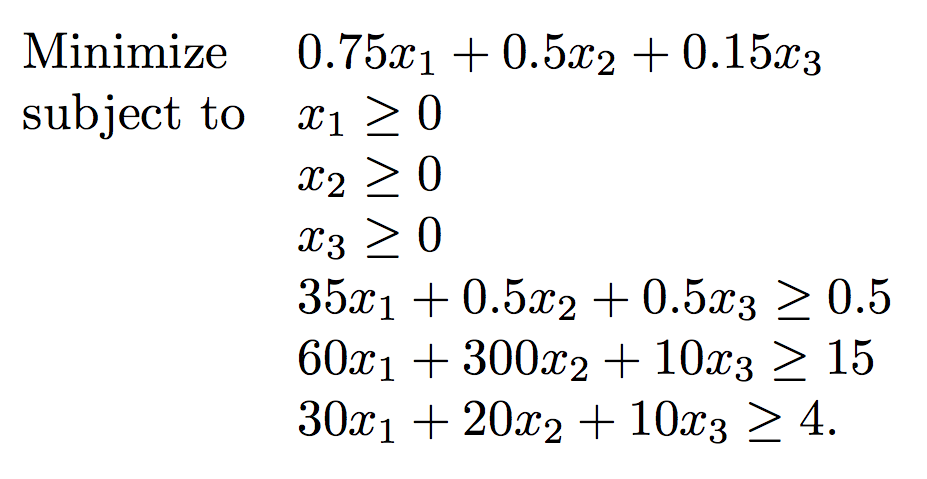 Minimize 0.75x₁ + 0.5x₂ + 0.15x₃
subject to x₁ ≥ 0
x₂ ≥ 0
x₃ ≥ 0
35x₁ + 0.5x₂ + 0.5x₃ ≥ 0.5
60x₁ + 300x₂ + 10x₃ ≥ 15
30x₁ + 20x₂ + 10x₃ ≥ 4.